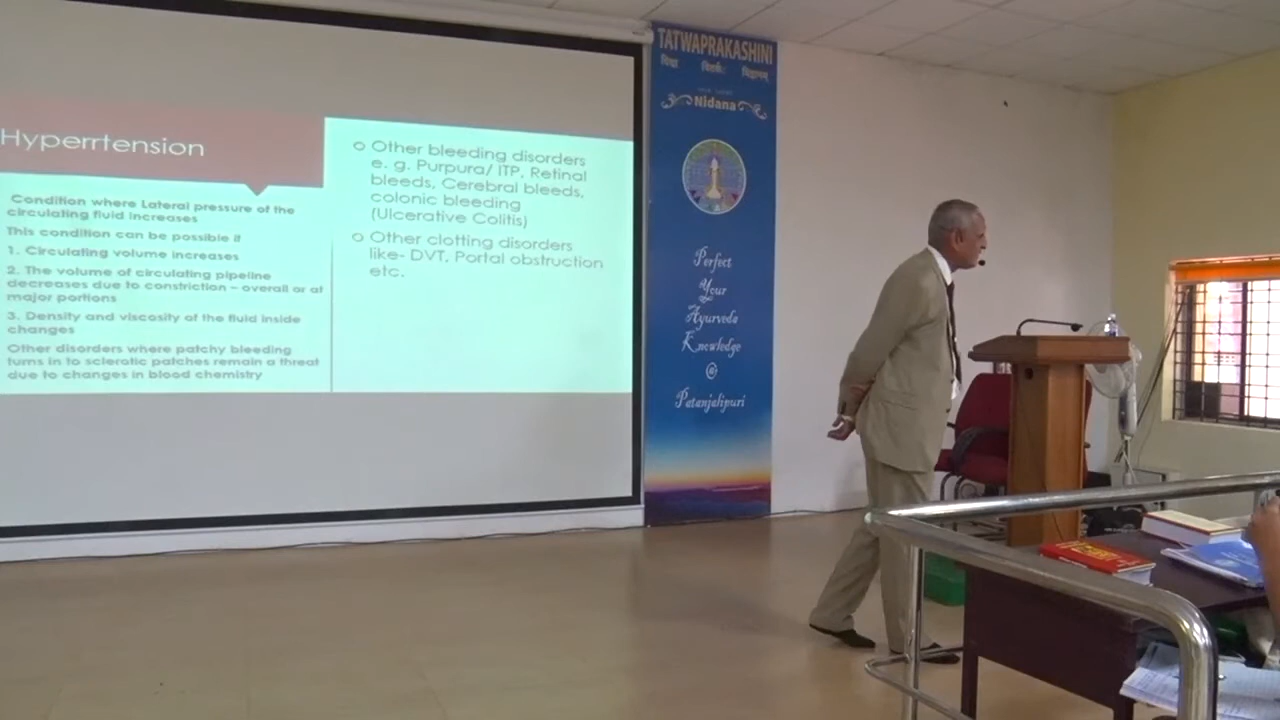 Hyperrtension
Condition where Lateral pressure of the
circulating fluid increases
This condition can be possible if
1. Circulating volume increases
2. The volume of circulating pipeline
decreases due to constriction – overall or at
major portions
3. Density and viscosity of the fluid inside
changes
Other disorders where patchy bleeding
turns in to sclerotic patches remain a threat
due to changes in blood chemistry
Other bleeding disorders
e. g. Purpura/ ITP, Retinal
bleeds, Cerebral bleeds,
colonic bleeding
(Ulcerative Colitis)
Other clotting disorders
like- DVT, Portal obstruction
etc.
TATWAPRAKASHINI
Nidana
Perfect
Your
Ayurveda
Knowledge
@
Patanjalipuri